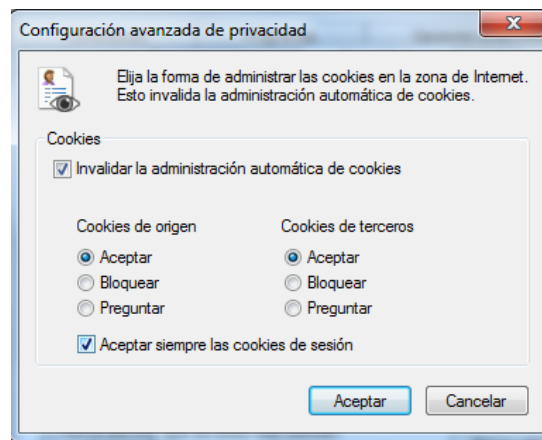 Configuración avanzada de privacidad
Elija la forma de administrar las cookies en la zona de Internet.
Esto invalida la administración automática de cookies.
Cookies
Invalidar la administración automática de cookies
Cookies de origen
Cookies de terceros
Aceptar
Aceptar
Bloquear
Bloquear
Preguntar
Preguntar
Aceptar siempre las cookies de sesión
Aceptar
Cancelar